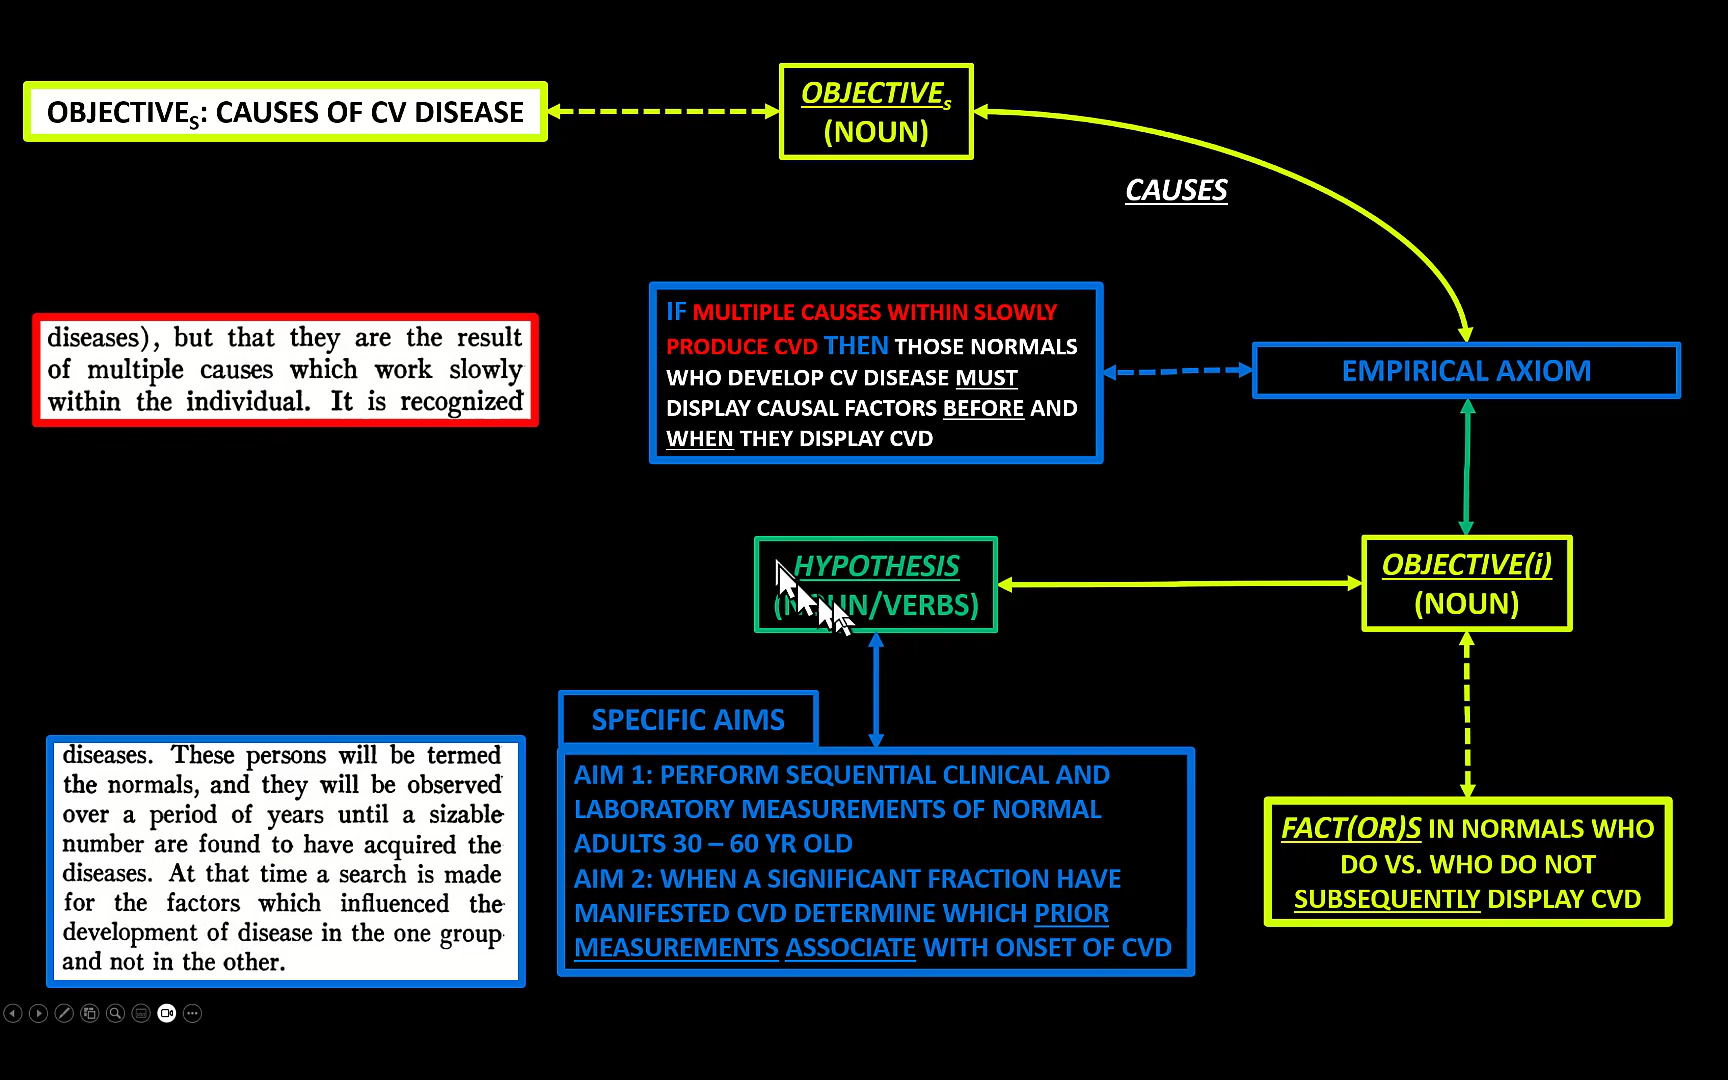 OBJECTIVES: CAUSES OF CV DISEASE
OBJECTIVEs
(NOUN)
CAUSES
diseases), but that they are the result
of multiple causes which work slowly
within the individual. It is recognized
IF MULTIPLE CAUSES WITHIN SLOWLY
PRODUCE CVD THEN THOSE NORMALS
WHO DEVELOP CV DISEASE MUST
DISPLAY CAUSAL FACTORS BEFORE AND
WHEN THEY DISPLAY CVD
EMPIRICAL AXIOM
HYPOTHESIS
(NOUN/VERBS)
OBJECTIVE(i)
(NOUN)
SPECIFIC AIMS
diseases. These persons will be termed
the normals, and they will be observed
over a period of years until a sizable
number are found to have acquired the
diseases. At that time a search is made
for the factors which influenced the
development of disease in the one group
and not in the other.
AIM 1: PERFORM SEQUENTIAL CLINICAL AND
LABORATORY MEASUREMENTS OF NORMAL
ADULTS 30 – 60 YR OLD
AIM 2: WHEN A SIGNIFICANT FRACTION HAVE
MANIFESTED CVD DETERMINE WHICH PRIOR
MEASUREMENTS ASSOCIATE WITH ONSET OF CVD
FACT(OR)S IN NORMALS WHO
DO VS. WHO DO NOT
SUBSEQUENTLY DISPLAY CVD